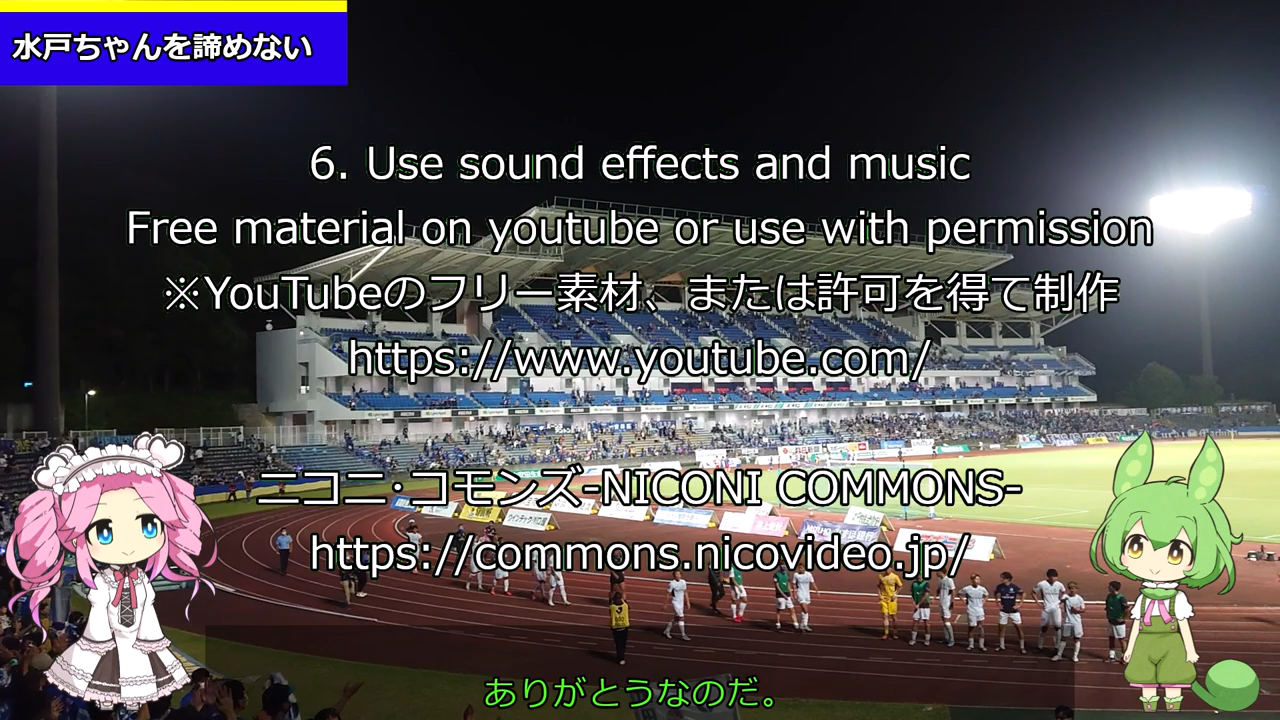 水戸ちゃんを諦めない
6. Use sound effects and music
Free material on youtube or use with permission
※YouTubeのフリー素材、または許可を得て制作
https://www.youtube.com/
ニコニ・コモンズ-NICONI COMMONS-
https://commons.nicovideo.jp/
ありがとうなのだ。